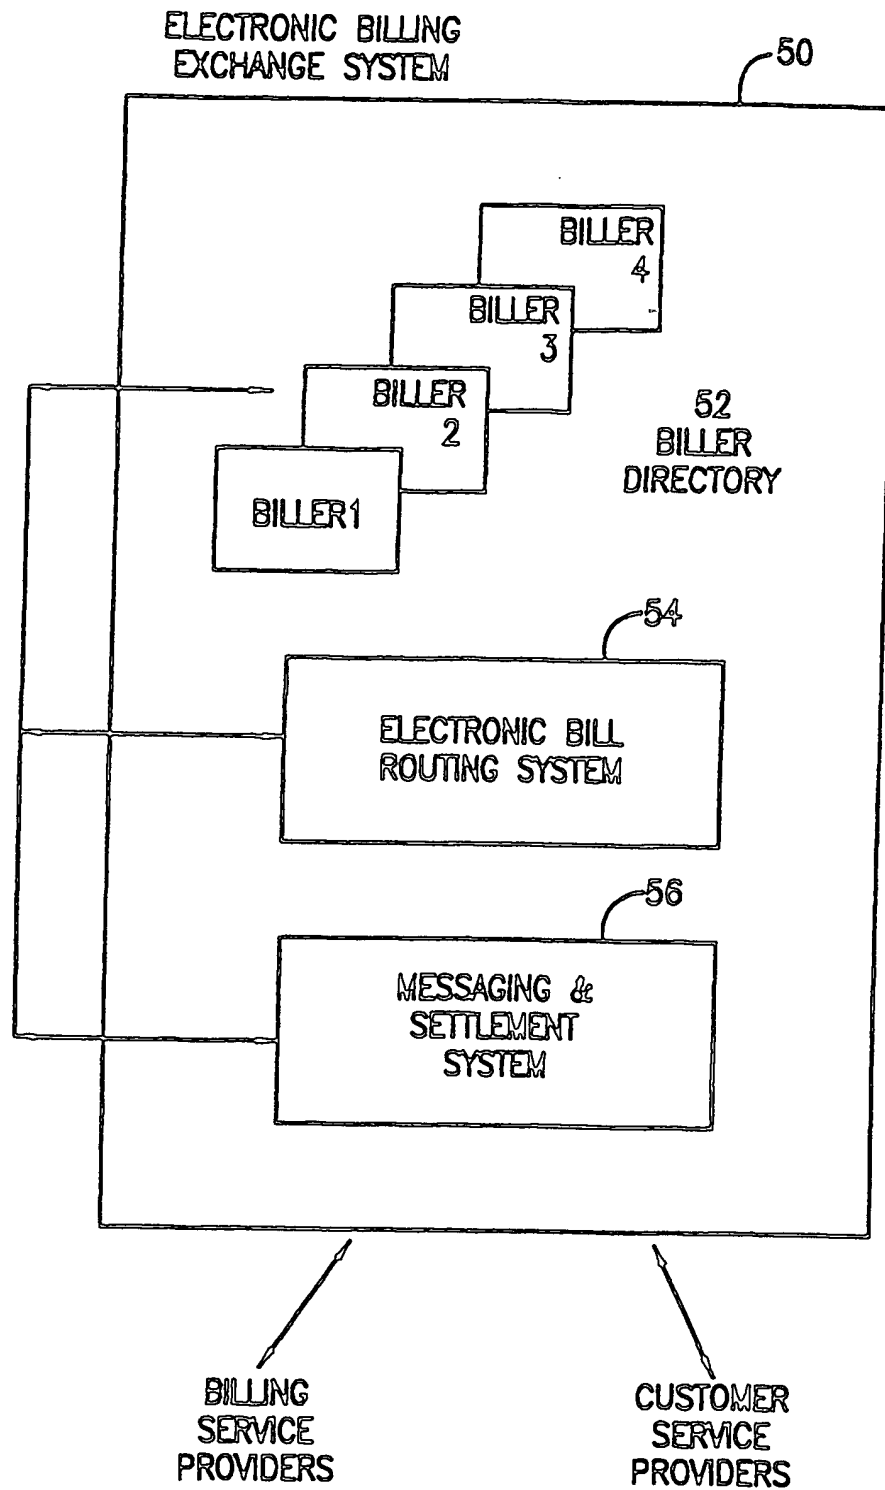 ELECTRONIC BILLING
EXCHANGE SYSTEM
50
BILLER
4
BILLER
3
BILLER
2
BILLER1
52
BILLER
DIRECTORY
54
ELECTRONIC BILL
ROUTING SYSTEM
56
MESSAGING &
SETTLEMENT
SYSTEM
BILLING
SERVICE
PROVIDERS
CUSTOMER
SERVICE
PROVIDERS